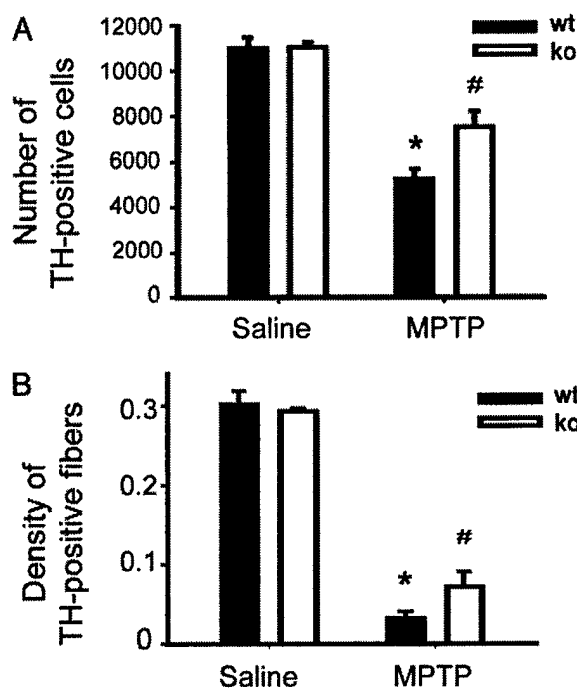 A
Number of
TH-positive cells
12000
10000
8000
6000
4000
2000
0
wt
ko
*
#
Saline
MPTP
B
Density of
TH-positive fibers
0.3
0.2
0.1
0
wt
ko
*
#
Saline
MPTP